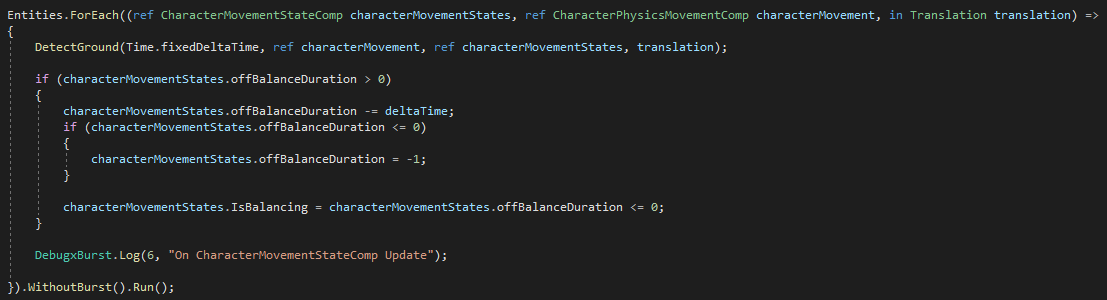 Entities.ForEach((ref CharacterMovementStateComp characterMovementStates, ref CharacterPhysicsMovementComp characterMovement, in Translation translation) =>
{
DetectGround(Time.fixedDeltaTime, ref characterMovement, ref characterMovementStates, translation);
if (characterMovementStates.offBalanceDuration > 0)
{
characterMovementStates.offBalanceDuration -= deltaTime;
if (characterMovementStates.offBalanceDuration <= 0)
{
characterMovementStates.offBalanceDuration = -1;
}
characterMovementStates.IsBalancing = characterMovementStates.offBalanceDuration <= 0;
}
DebugxBurst.Log(6, "On CharacterMovementStateComp Update");
}).WithoutBurst().Run();